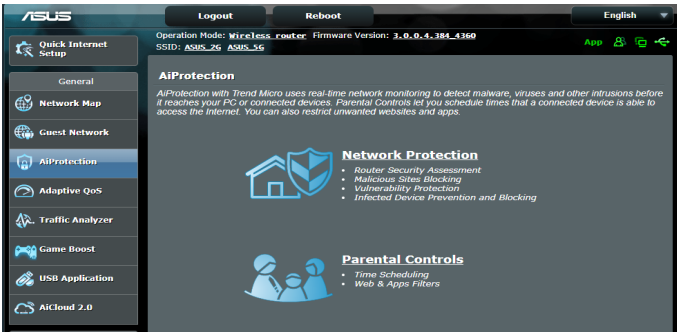 ASUS
Logout
Reboot
English
Quick Internet
Setup
Operation Mode: Wireless router Firmware Version: 3.0.0.4.384_4360
SSID: ASUS_2G ASUS_5G
App
General
Network Map
Guest Network
AiProtection
Adaptive QoS
Traffic Analyzer
Game Boost
USB Application
AiCloud 2.0
AiProtection
AiProtection with Trend Micro uses real-time network monitoring to detect malware, viruses and other intrusions before
it reaches your PC or connected devices. Parental Controls let you schedule times that a connected device is able to
access the Internet. You can also restrict unwanted websites and apps.
Network Protection
• Router Security Assessment
• Malicious Sites Blocking
• Vulnerability Protection
• Infected Device Prevention and Blocking
Parental Controls
• Time Scheduling
• Web & Apps Filters